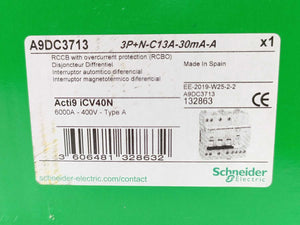 A9DC3713 3P+N-C13A-30mA-A x1
RCCB with overcurrent protection (RCBO)
Disjoncteur Diffrentiel
Interruptor automtico diferencial
Interruptor magnetotérmico diferencial
Made In Spain
EE-2019-W25-2-2
A9DC3713
132863
Acti9 iCV40N
6000A - 400V - Type A
3 606481 328632
schneider-electric.com/contact
Schneider
Electric